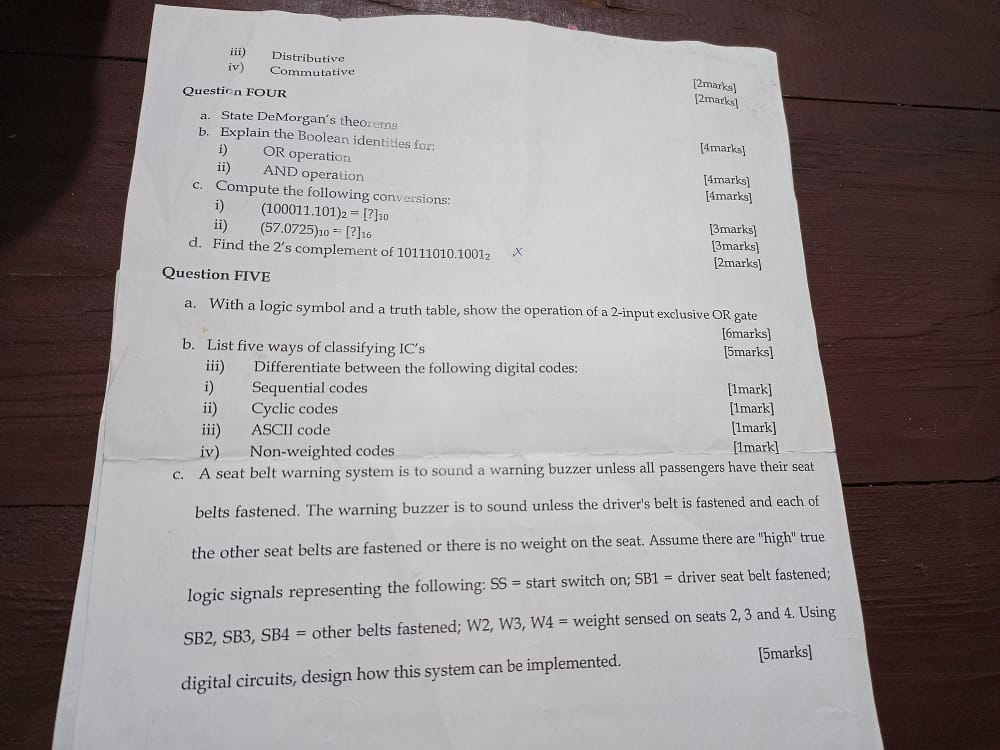 iii) Distributive [2marks]
iv) Commutative [2marks]
Question FOUR
a. State DeMorgan's theorems [4marks]
b. Explain the Boolean identities for:
i) OR operation [4marks]
ii) AND operation [4marks]
c. Compute the following conversions:
i) (100011.101)₂ = [?]₁₀ [3marks]
ii) (57.0725)₁₀ = [?]₁₆ [3marks]
d. Find the 2's complement of 10111010.1001₂ x [2marks]
Question FIVE
a. With a logic symbol and a truth table, show the operation of a 2-input exclusive OR gate
[6marks]
b. List five ways of classifying IC's [5marks]
iii) Differentiate between the following digital codes:
i) Sequential codes [1mark]
ii) Cyclic codes [1mark]
iii) ASCII code [1mark]
iv) Non-weighted codes [1mark]
c. A seat belt warning system is to sound a warning buzzer unless all passengers have their seat
belts fastened. The warning buzzer is to sound unless the driver's belt is fastened and each of
the other seat belts are fastened or there is no weight on the seat. Assume there are "high" true
logic signals representing the following: SS = start switch on; SB1 = driver seat belt fastened;
SB2, SB3, SB4 = other belts fastened; W2, W3, W4 = weight sensed on seats 2, 3 and 4. Using
digital circuits, design how this system can be implemented. [5marks]